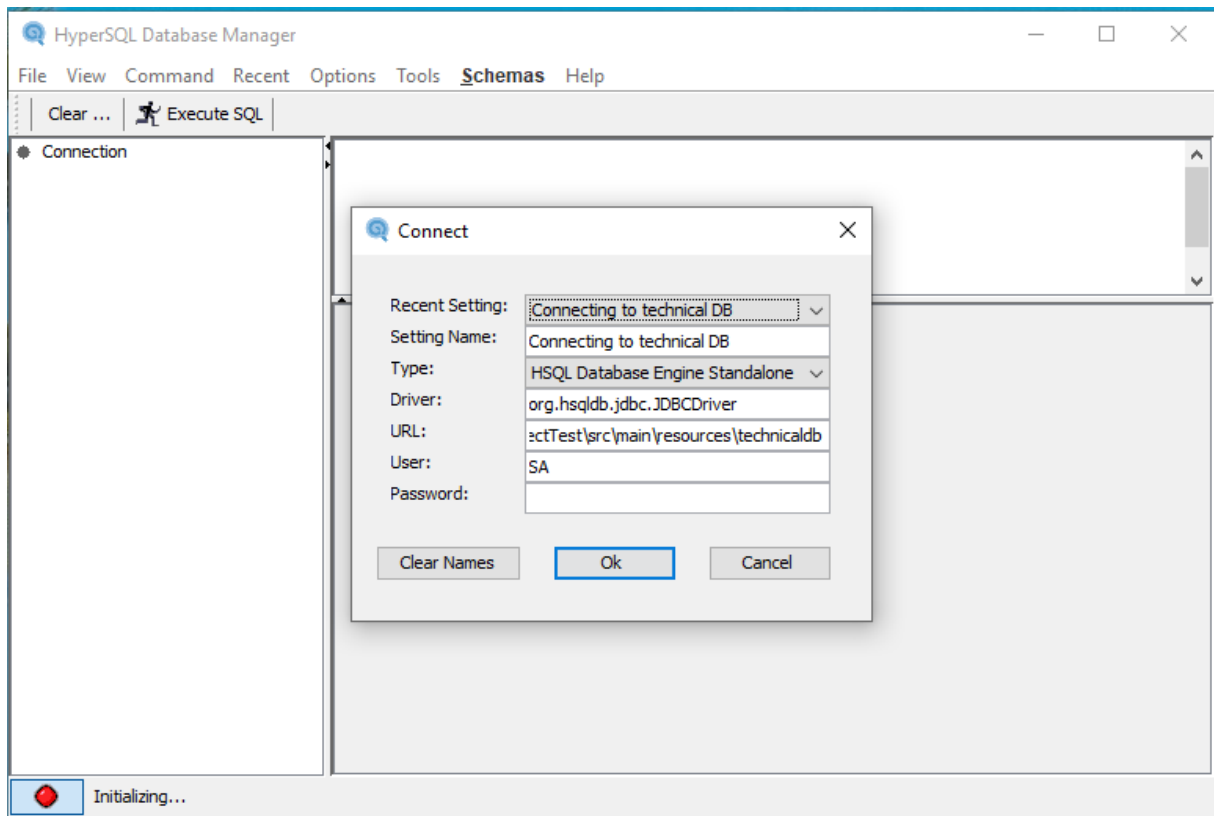 HyperSQL Database Manager
File View Command Recent Options Tools Schemas Help
Clear ... Execute SQL
Connection
Connect
Recent Setting: Connecting to technical DB
Setting Name: Connecting to technical DB
Type: HSQL Database Engine Standalone
Driver: org.hsqldb.jdbc.JDBCDriver
URL: ectTest\src\main\resources\technicaldb
User: SA
Password:
Clear Names Ok Cancel
Initializing...